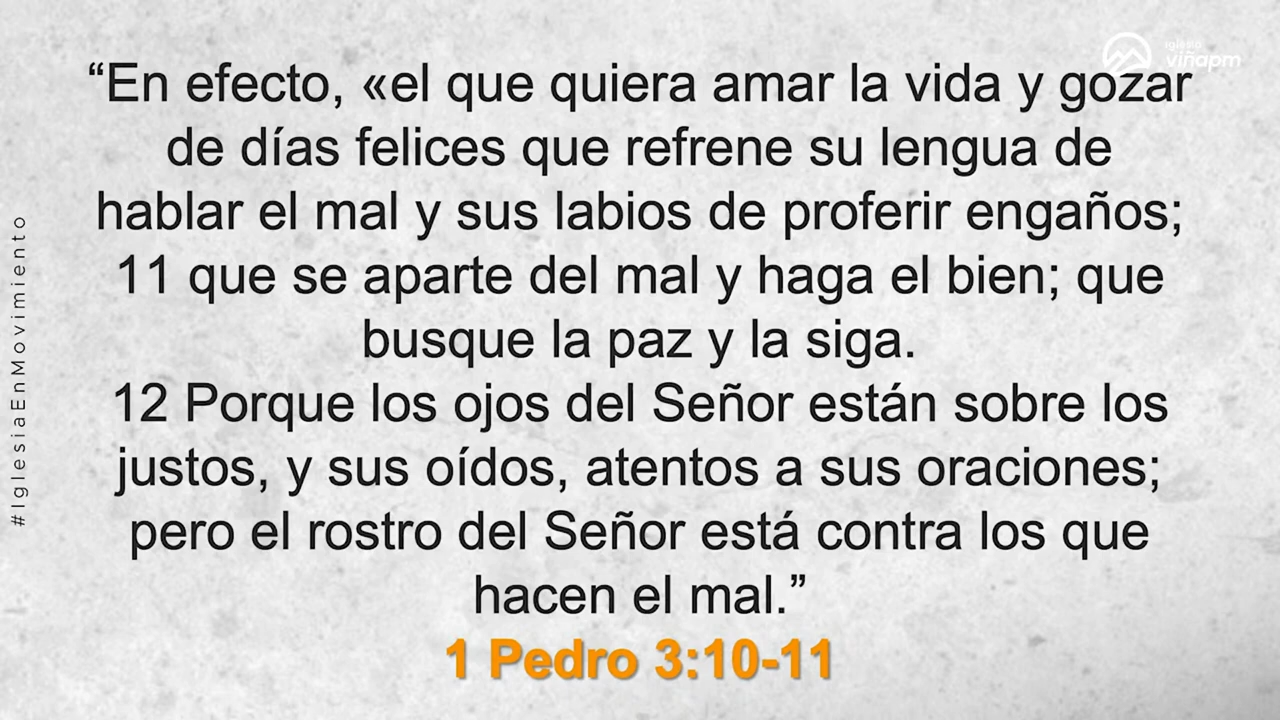 iglesia
viñapm
“En efecto, «el que quiera amar la vida y gozar
de días felices que refrene su lengua de
hablar el mal y sus labios de proferir engaños;
11 que se aparte del mal y haga el bien; que
busque la paz y la siga.
12 Porque los ojos del Señor están sobre los
justos, y sus oídos, atentos a sus oraciones;
pero el rostro del Señor está contra los que
hacen el mal.”
1 Pedro 3:10-11
#IglesiaEnMovimiento